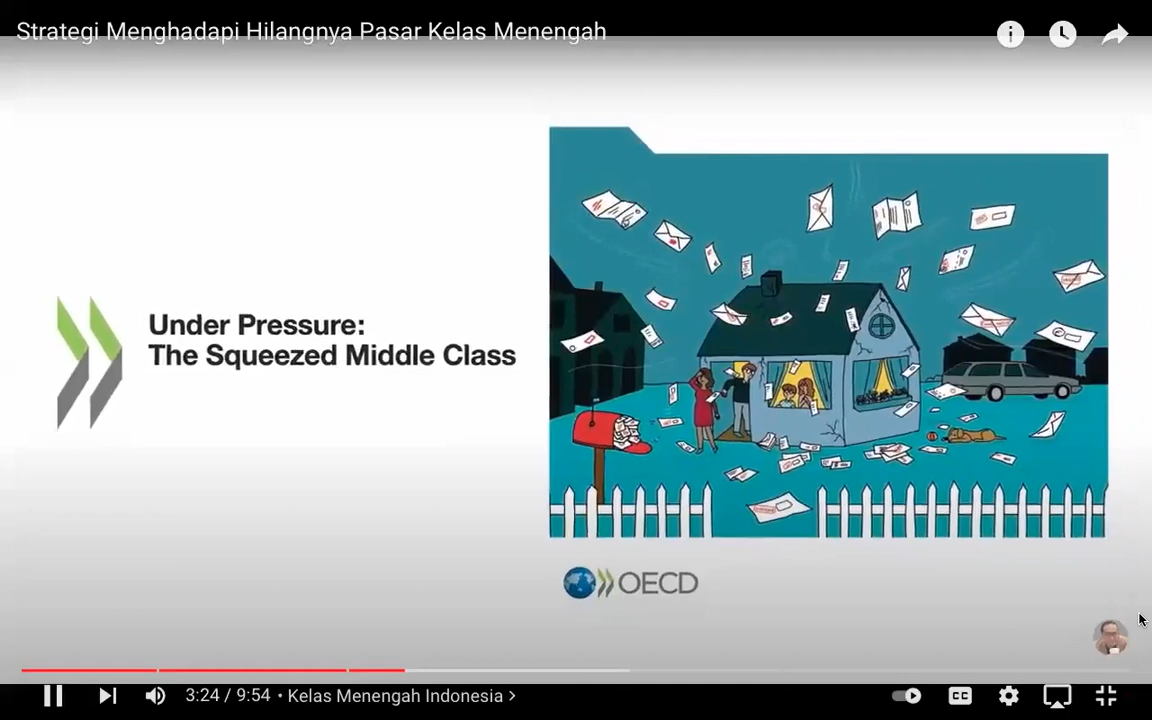 Strategi Menghadapi Hilangnya Pasar Kelas Menengah
Under Pressure:
The Squeezed Middle Class
OECD
3:24 / 9:54 • Kelas Menengah Indonesia >
CC